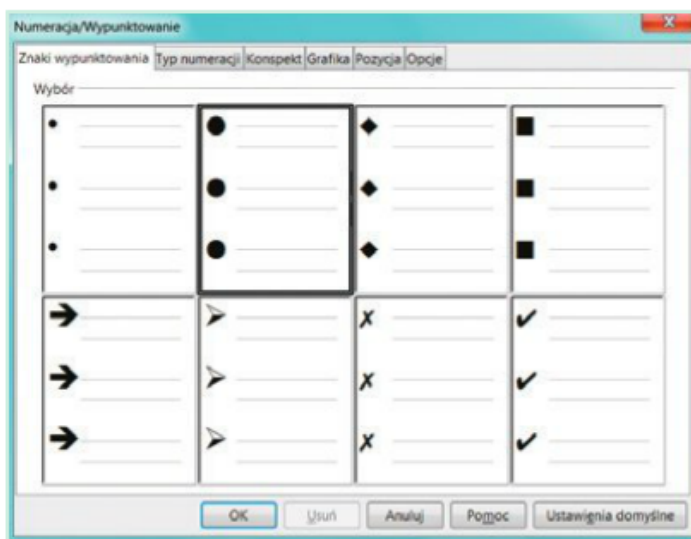 Numeracja/Wypunktowanie
Znaki wypunktowania Typ numeracji Konspekt Grafika Pozycja Opcje
Wybór
OK Usuń Anuluj Pomoc Ustawienia domyślne